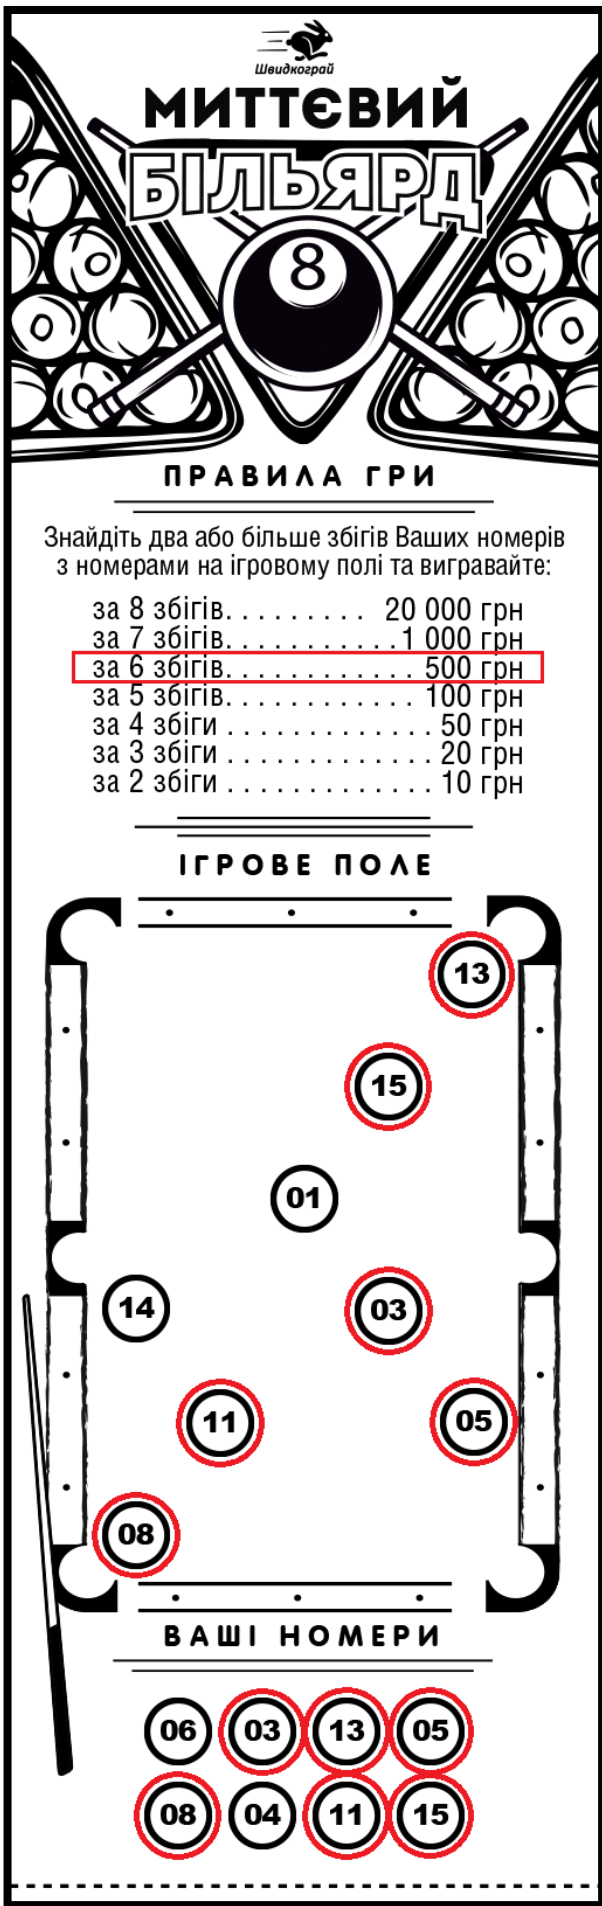 Швидкограй
МИТТЄВИЙ
БІЛЬЯРД
8
ПРАВИЛА ГРИ
Знайдіть два або більше збігів Ваших номерів
з номерами на ігровому полі та вигравайте:
за 8 збігів. . . . . . . . . 20 000 грн
за 7 збігів. . . . . . . . . . .1 000 грн
за 6 збігів. . . . . . . . . . . . 500 грн
за 5 збігів. . . . . . . . . . . . 100 грн
за 4 збіги . . . . . . . . . . . . . 50 грн
за 3 збіги . . . . . . . . . . . . . 20 грн
за 2 збіги . . . . . . . . . . . . . 10 грн
ІГРОВЕ ПОЛЕ
13
15
01
14 03
11 05
08
ВАШІ НОМЕРИ
06 03 13 05
08 04 11 15